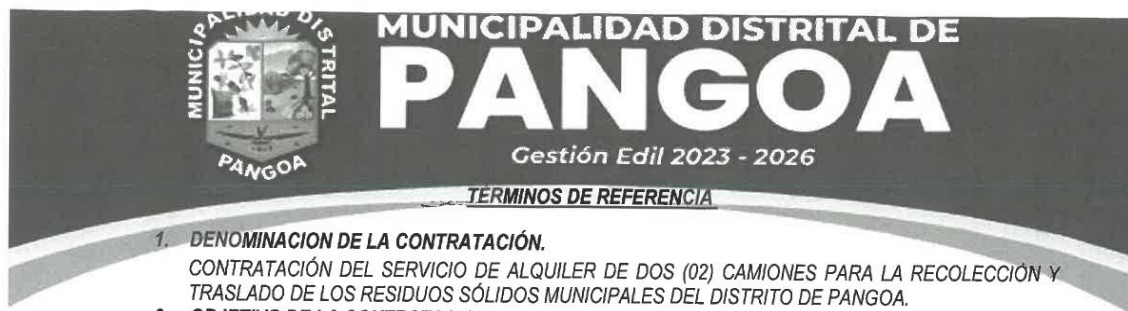 MUNICIPALIDAD DISTRITAL
PANGOA
MUNICIPALIDAD DISTRITAL DE
PANGOA
Gestión Edil 2023 - 2026
TÉRMINOS DE REFERENCIA
1. DENOMINACION DE LA CONTRATACIÓN.
CONTRATACIÓN DEL SERVICIO DE ALQUILER DE DOS (02) CAMIONES PARA LA RECOLECCIÓN Y
TRASLADO DE LOS RESIDUOS SÓLIDOS MUNICIPALES DEL DISTRITO DE PANGOA.